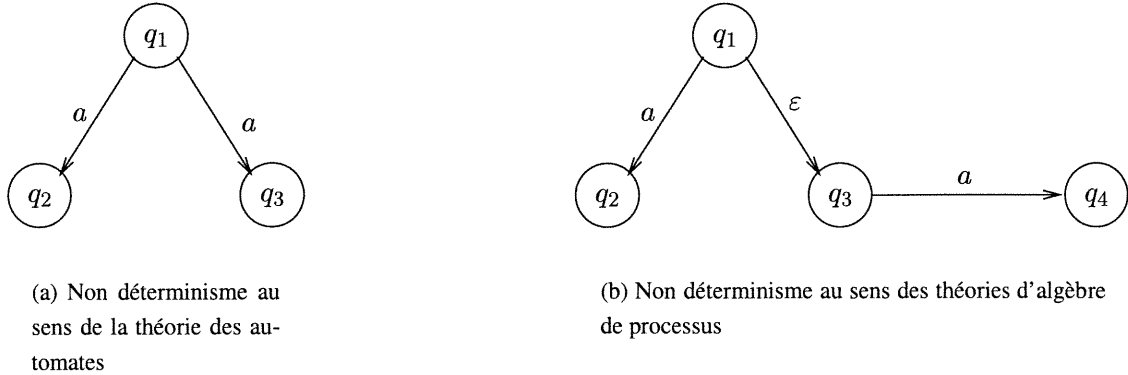 q1
q1
a
a
a
ε
q2
q3
q2
q3
a
q4
(a) Non déterminisme au
sens de la théorie des au-
tomates
(b) Non déterminisme au sens des théories d'algèbre
de processus